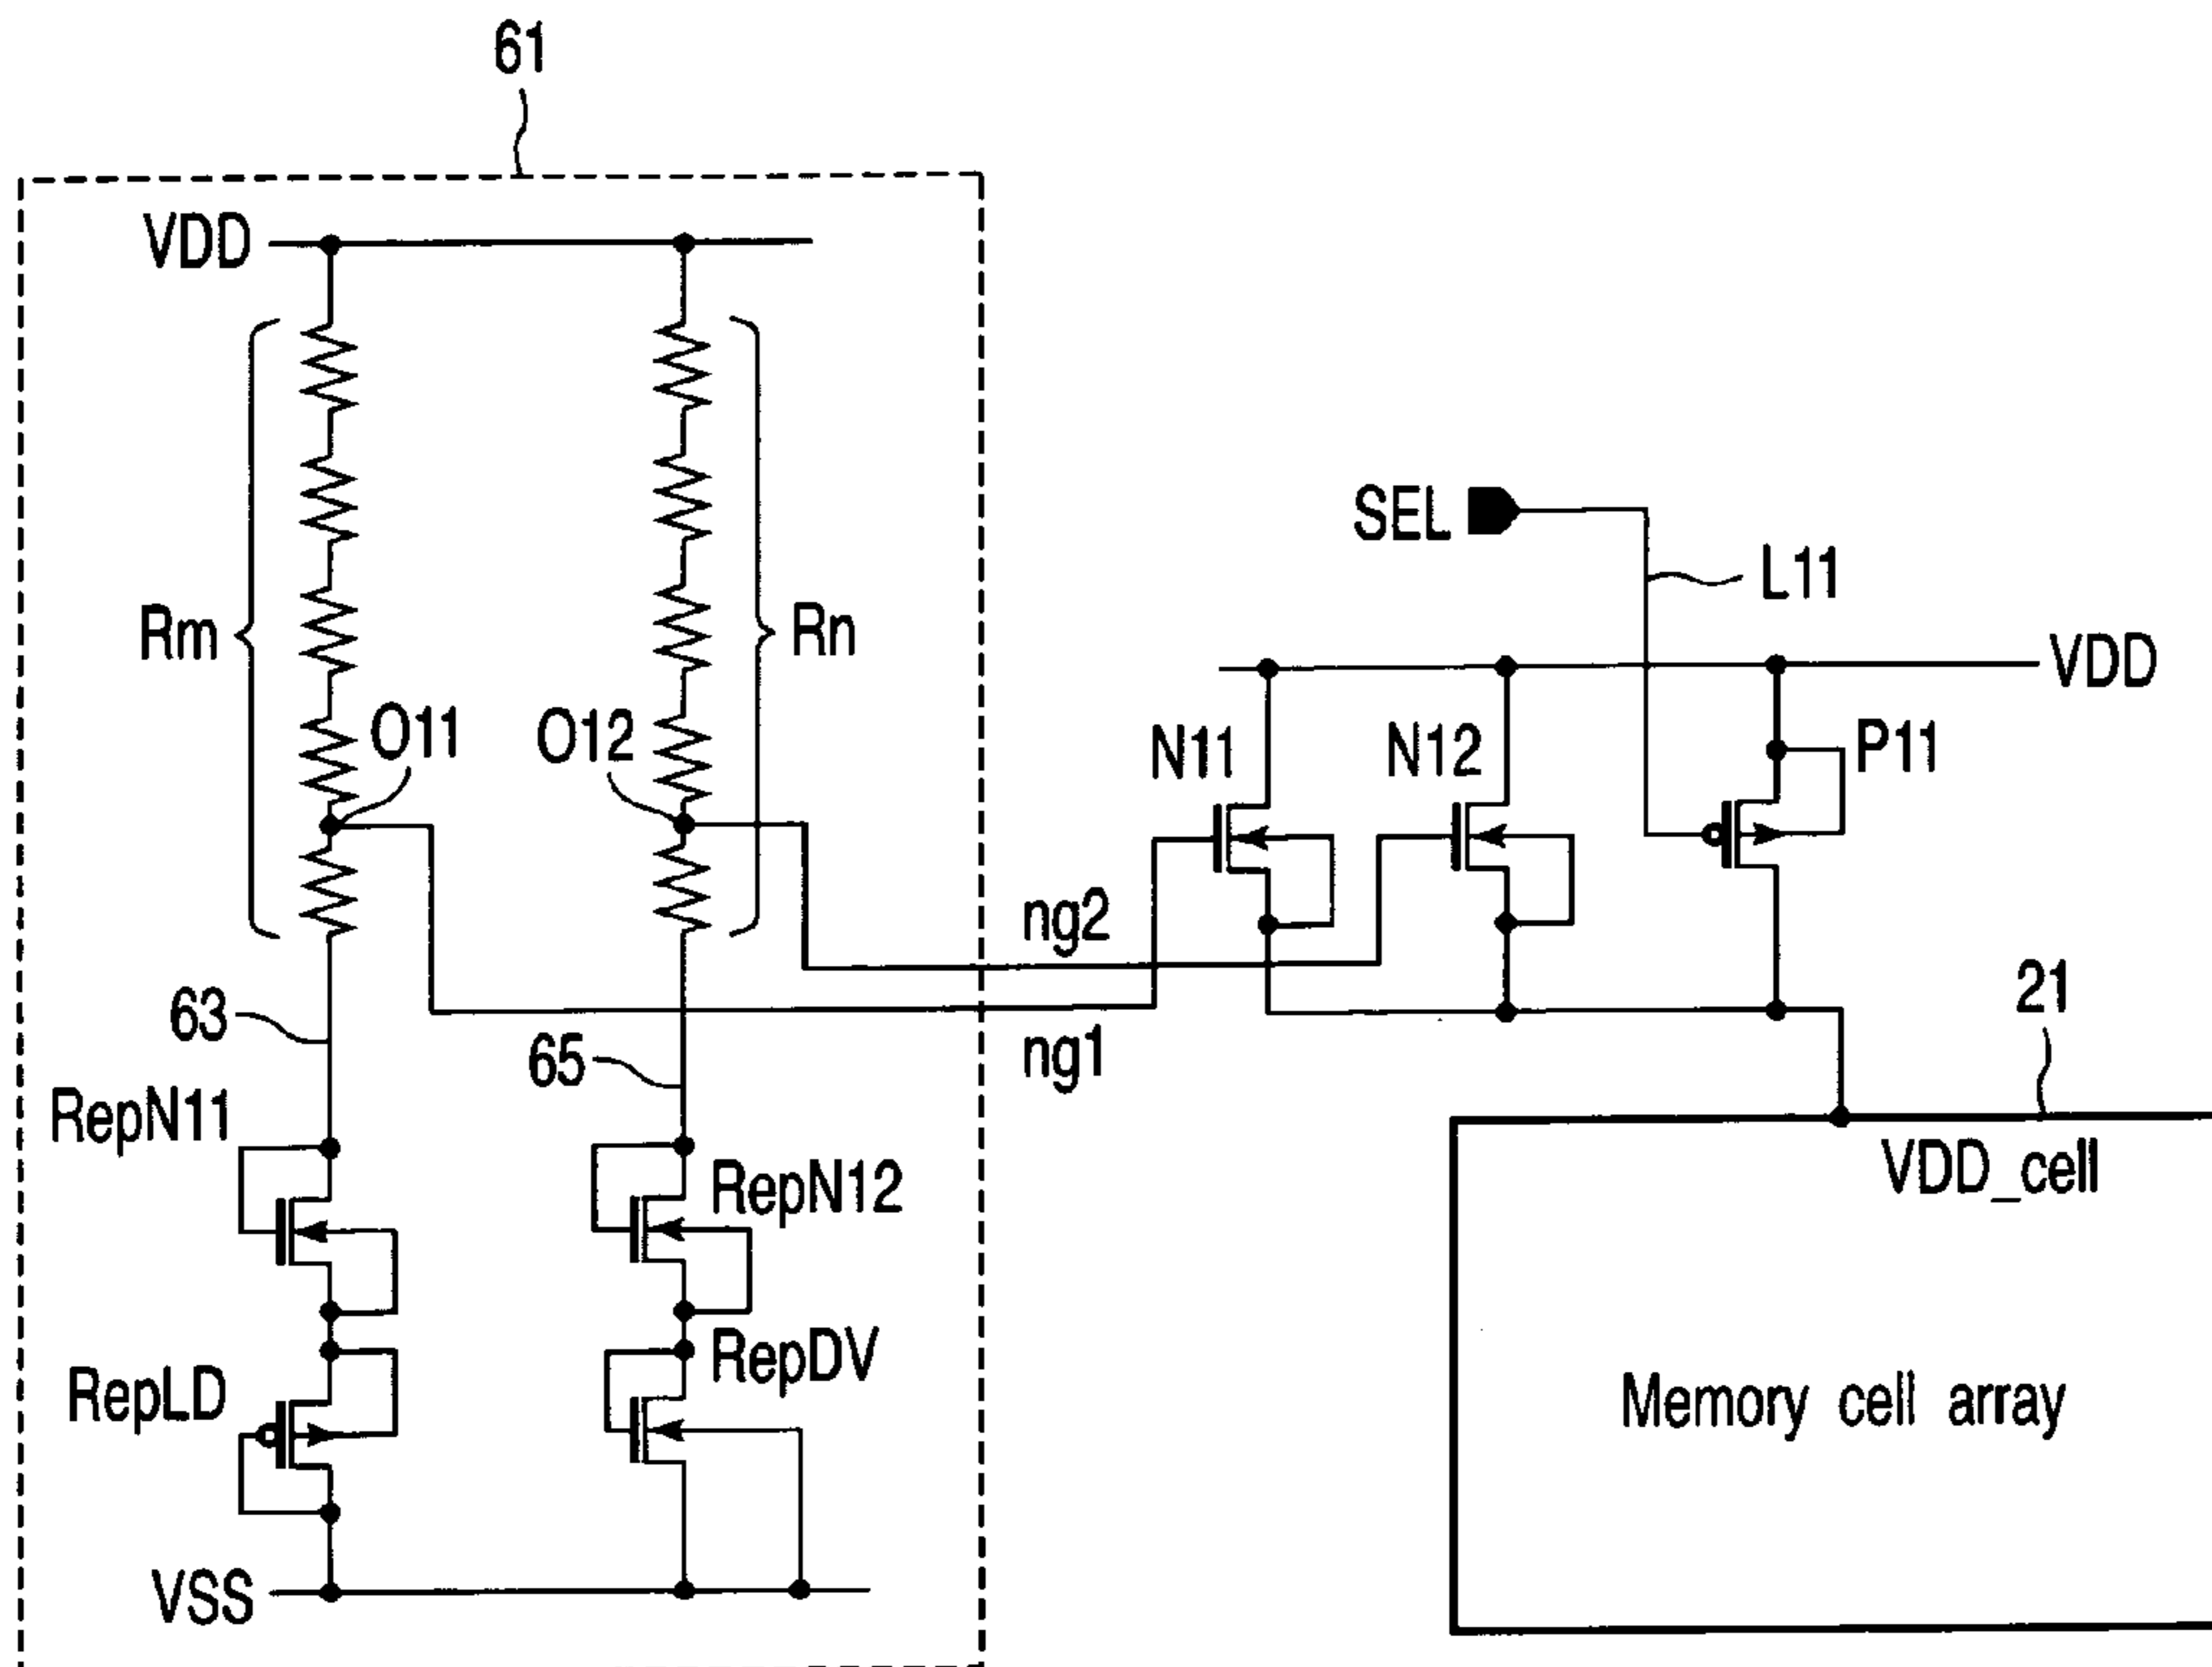 61
VDD
Rm
Rn
O11
O12
SEL
L11
VDD
N11
N12
P11
ng2
ng1
63
65
21
RepN11
RepN12
VDD_cell
RepLD
RepDV
Memory cell array
VSS